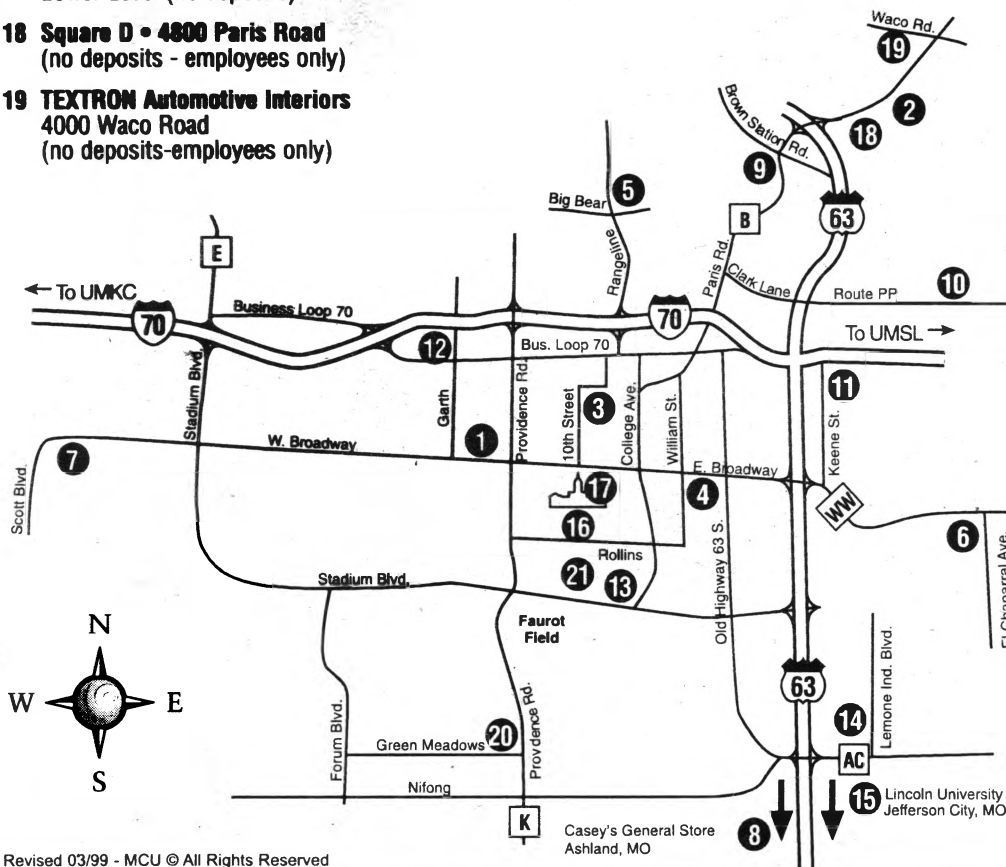 18 Square D • 4800 Paris Road
(no deposits - employees only)
19 TEXTRON Automotive Interiors
4000 Waco Road
(no deposits-employees only)
Waco Rd.
19
2
18
Brown Station Rd.
9
5
Big Bear
B
63
E
Rangeline
Paris Rd.
Clark Lane
10
← To UMKC
Route PP
Business Loop 70
70
70
To UMSL →
12
Bus. Loop 70
11
Stadium Blvd.
Garth
Providence Rd.
10th Street
3
College Ave.
William St.
Keene St.
1
W. Broadway
7
E. Broadway
17
4
WW
Scott Blvd.
16
6
Rollins
21
13
Stadium Blvd.
Old Highway 63 S.
El Chaparral Ave.
Faurot
Field
N
W E
S
63
Lemone Ind. Blvd.
14
Forum Blvd.
Green Meadows
20
Providence Rd.
AC
Nifong
15 Lincoln University
Jefferson City, MO
K
Casey's General Store
Ashland, MO
8
Revised 03/99 - MCU © All Rights Reserved